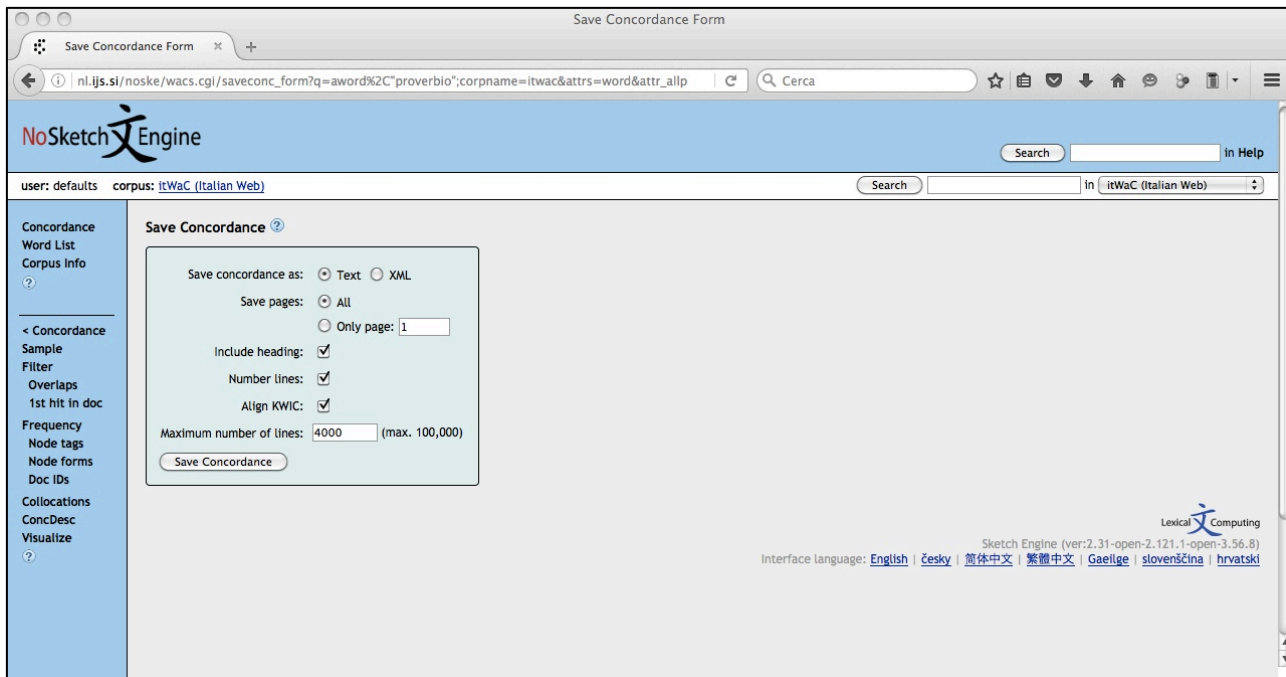 Save Concordance Form
Save Concordance Form × +
nl.ijs.si/noske/wacs.cgi/saveconc_form?q=aword%2C"proverbio";corpname=itwac&attrs=word&attr_allp
Cerca
NoSketch 文 Engine
Search in Help
user: defaults corpus: itWaC (Italian Web)
Search in itWaC (Italian Web)
Concordance
Word List
Corpus Info
?
< Concordance
Sample
Filter
Overlaps
1st hit in doc
Frequency
Node tags
Node forms
Doc IDs
Collocations
ConcDesc
Visualize
?
Save Concordance ?
Save concordance as: Text XML
Save pages: All
Only page: 1
Include heading:
Number lines:
Align KWIC:
Maximum number of lines: 4000 (max. 100,000)
Save Concordance
Lexical 文 Computing
Sketch Engine (ver:2.31-open-2.121.1-open-3.56.8)
Interface language: English | česky | 简体中文 | 繁體中文 | Gaeilge | slovenščina | hrvatski